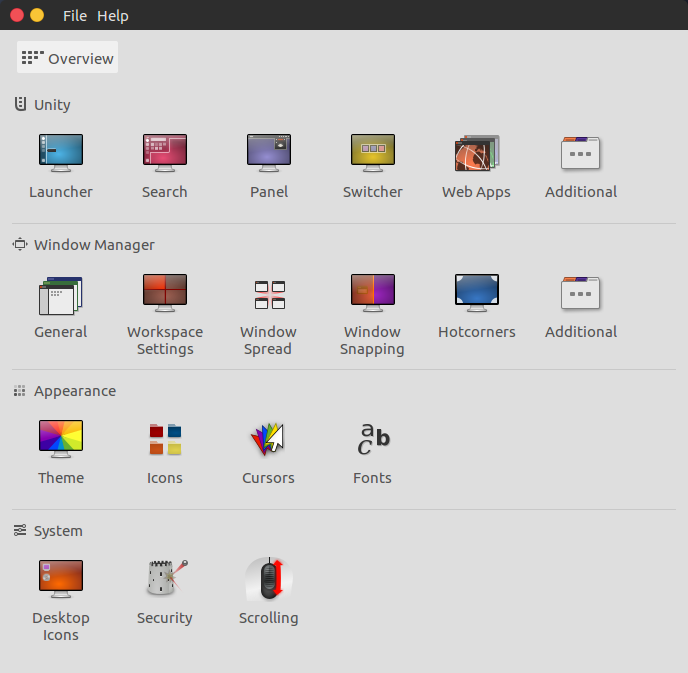 File Help
Overview
Unity
Launcher Search Panel Switcher Web Apps Additional
Window Manager
General Workspace Settings Window Spread Window Snapping Hotcorners Additional
Appearance
Theme Icons Cursors Fonts
System
Desktop Icons Security Scrolling